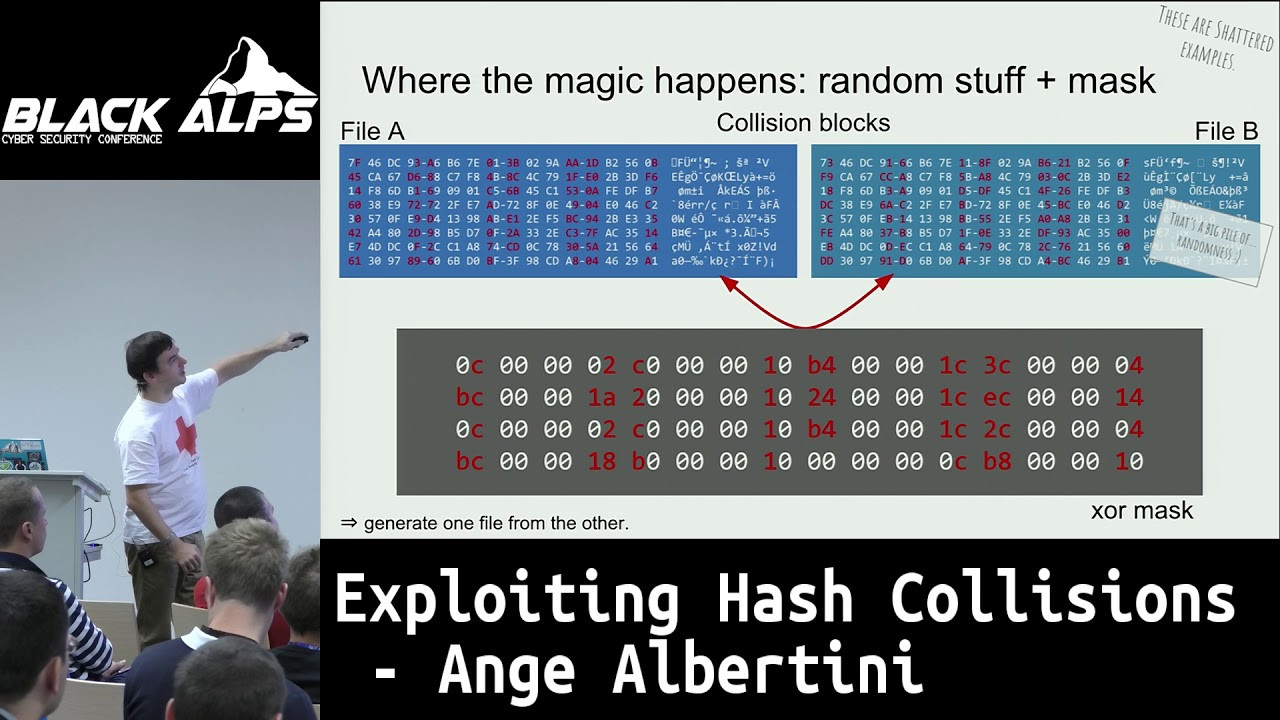 BLACK ALPS
CYBER SECURITY CONFERENCE
THESE ARE SHATTERED
EXAMPLES.
Where the magic happens: random stuff + mask
Collision blocks
File A
File B
7F 46 DC 93-A6 B6 7E 01-3B 02 9A AA-1D B2 56 0B
45 CA 67 D6-88 C7 F8 4B-8C 4C 79 1F-E0 2B 3D F6
14 F8 6D B1-69 09 01 C5-6B 45 C1 53-0A FE DF B7
60 38 E9 72-72 2F E7 AD-72 8F 0E 49-04 E0 46 C2
30 57 0F E9-D4 13 98 AB-E1 2E F5 BC-94 2B E3 35
42 A4 80 2D-98 B5 D7 0F-2A 33 2E C3-7F AC 35 14
E7 4D DC 0F-2C C1 A8 74-CD 0C 78 30-5A 21 56 64
61 30 97 89-60 6B D0 BF-3F 98 CD A8-04 46 29 A1
73 46 DC 91-66 B6 7E 11-8F 02 9A B6-21 B2 56 0F
F9 CA 67 CC-A8 C7 F8 5B-A8 4C 79 03-0C 2B 3D E2
18 F8 6D B3-A9 09 01 D5-DF 45 C1 4F-26 FE DF B3
DC 38 E9 6A-C2 2F E7 BD-72 8F 0E 45-BC E0 46 D2
3C 57 0F EB-14 13 98 BB-55 2E F5 A0-A8 2B E3 31
FE A4 80 37-B8 B5 D7 1F-0E 33 2E DF-93 AC 35 00
EB 4D DC 0D-EC C1 A8 64-79 0C 78 2C-76 21 56 60
DD 30 97 91-D0 6B D0 AF-3F 98 CD A4-BC 46 29 B1
THAT'S A BIG PILE OF...
RANDOMNESS :)
0c 00 00 02 c0 00 00 10 b4 00 00 1c 3c 00 00 04
bc 00 00 1a 20 00 00 10 24 00 00 1c ec 00 00 14
0c 00 00 02 c0 00 00 10 b4 00 00 1c 2c 00 00 04
bc 00 00 18 b0 00 00 10 00 00 00 0c b8 00 00 10
xor mask
⇒ generate one file from the other.
Exploiting Hash Collisions
- Ange Albertini